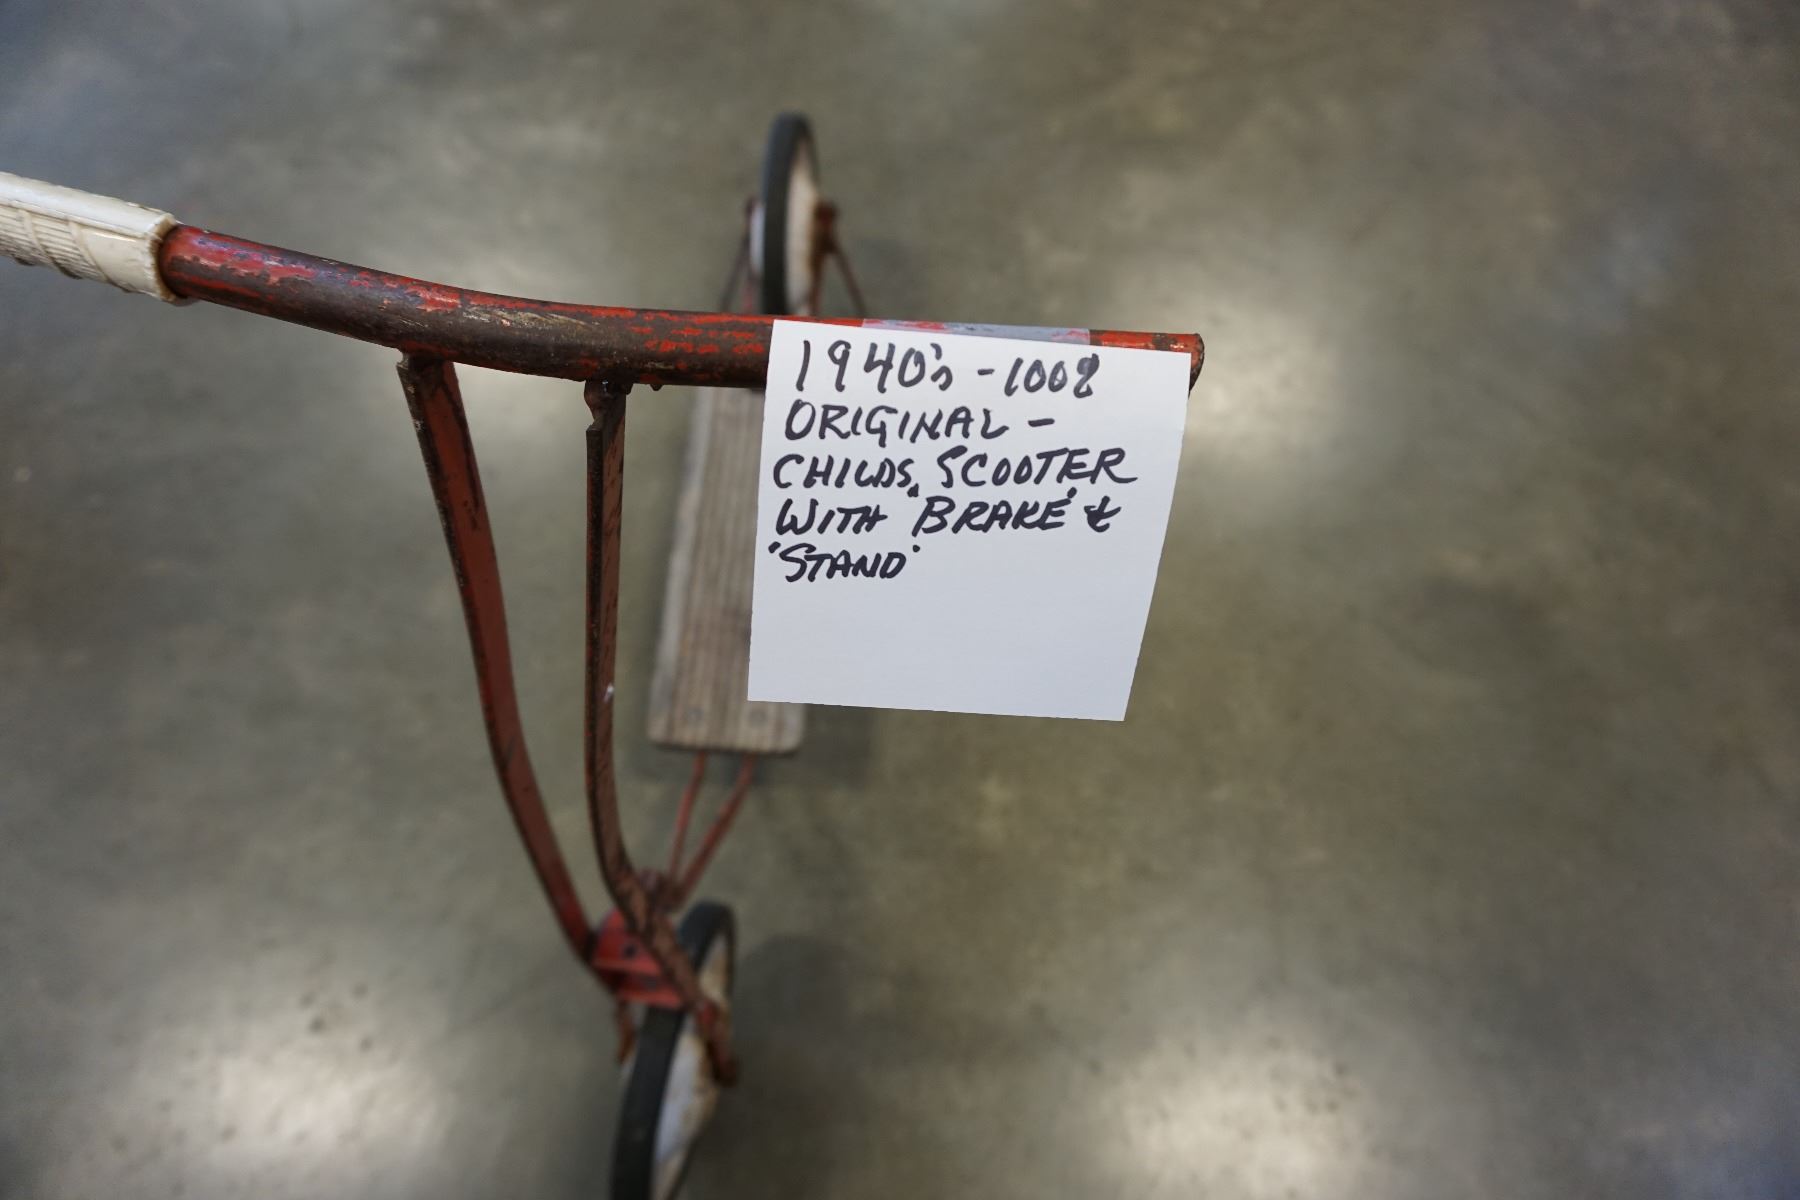 1940's - 100%
ORIGINAL -
CHILDS SCOOTER
WITH "BRAKE" &
"STAND"